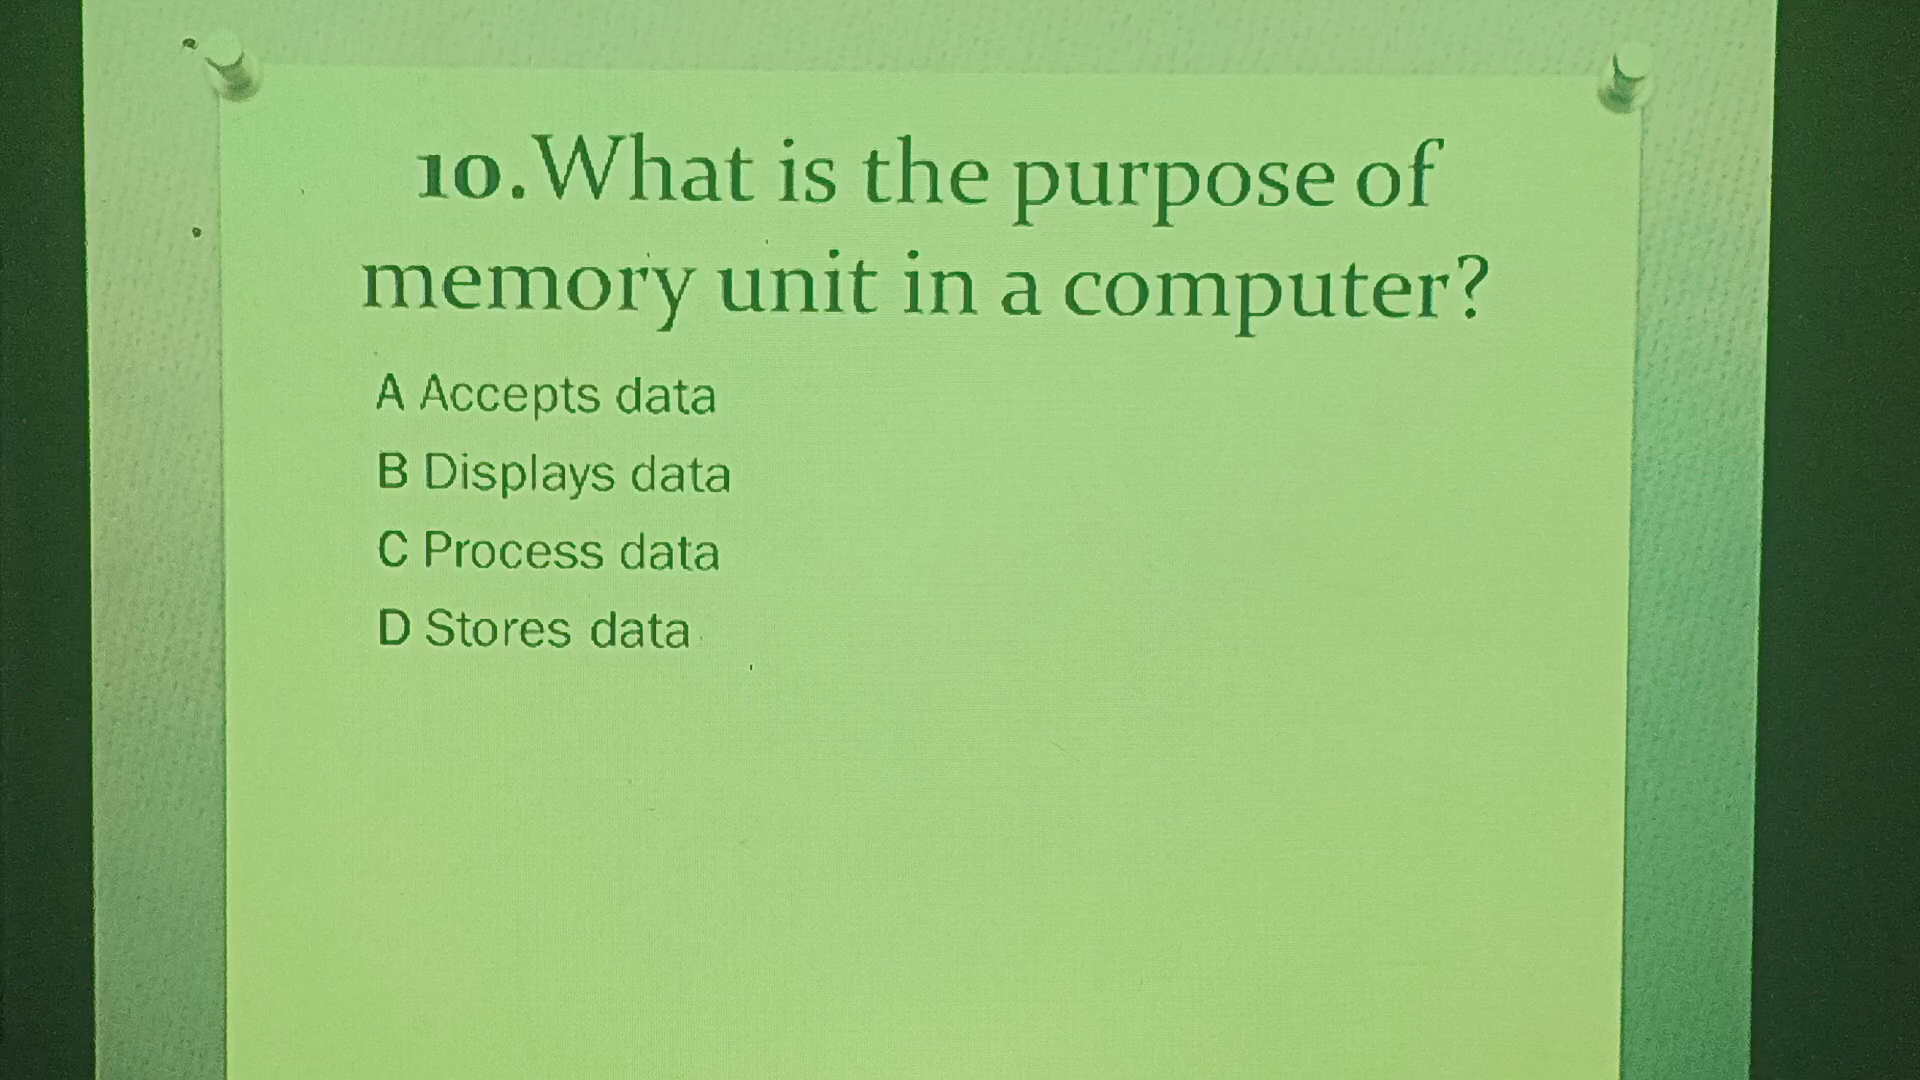 10.What is the purpose of
memory unit in a computer?
A Accepts data
B Displays data
C Process data
D Stores data